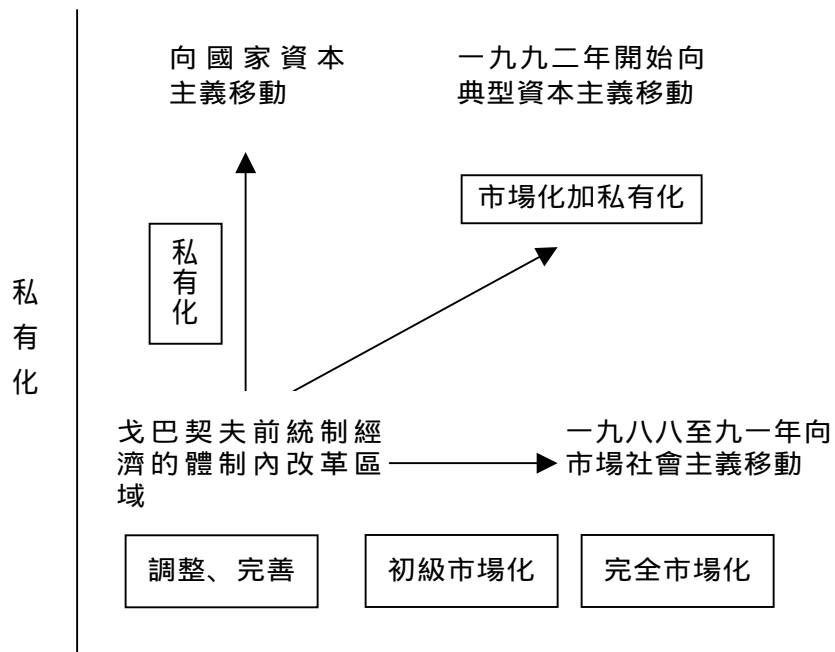 向國家資本
主義移動
一九九二年開始向
典型資本主義移動
市場化加私有化
私有化
私有化
戈巴契夫前統制經
濟的體制內改革區
域
一九八八至九一年向
市場社會主義移動
調整、完善
初級市場化
完全市場化